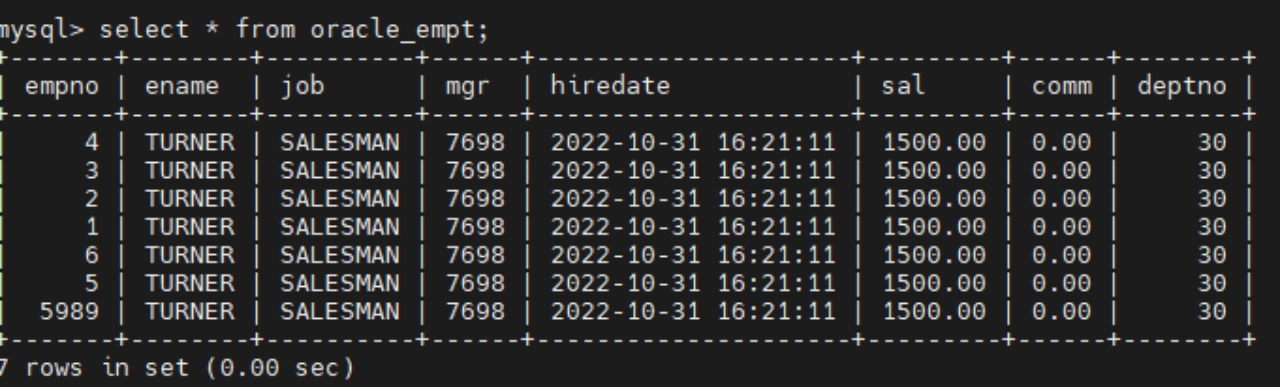 mysql> select * from oracle_empt;
+-------+--------+----------+------+---------------------+---------+------+--------+
| empno | ename  | job      | mgr  | hiredate            | sal     | comm | deptno |
+-------+--------+----------+------+---------------------+---------+------+--------+
|     4 | TURNER | SALESMAN | 7698 | 2022-10-31 16:21:11 | 1500.00 | 0.00 |     30 |
|     3 | TURNER | SALESMAN | 7698 | 2022-10-31 16:21:11 | 1500.00 | 0.00 |     30 |
|     2 | TURNER | SALESMAN | 7698 | 2022-10-31 16:21:11 | 1500.00 | 0.00 |     30 |
|     1 | TURNER | SALESMAN | 7698 | 2022-10-31 16:21:11 | 1500.00 | 0.00 |     30 |
|     6 | TURNER | SALESMAN | 7698 | 2022-10-31 16:21:11 | 1500.00 | 0.00 |     30 |
|     5 | TURNER | SALESMAN | 7698 | 2022-10-31 16:21:11 | 1500.00 | 0.00 |     30 |
|  5989 | TURNER | SALESMAN | 7698 | 2022-10-31 16:21:11 | 1500.00 | 0.00 |     30 |
+-------+--------+----------+------+---------------------+---------+------+--------+
7 rows in set (0.00 sec)